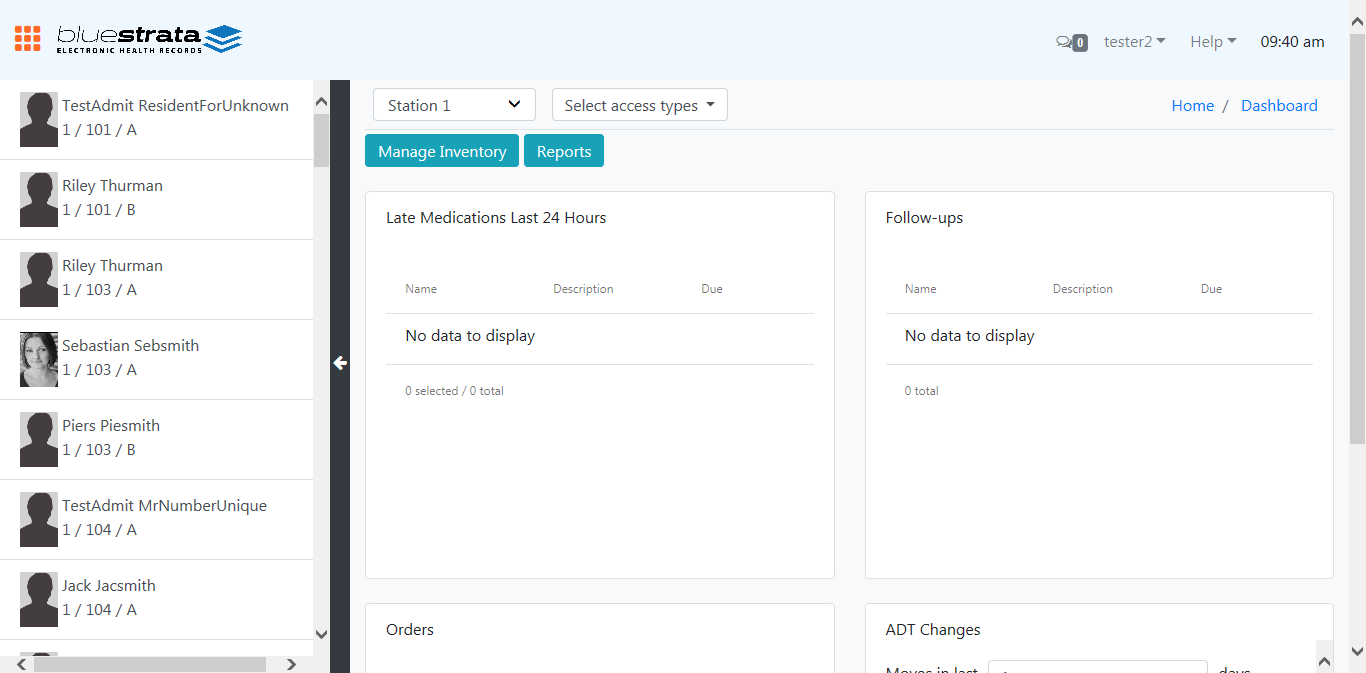 bluestrata
ELECTRONIC HEALTH RECORDS
0
tester2
Help
09:40 am
TestAdmit ResidentForUnknown
1 / 101 / A
Riley Thurman
1 / 101 / B
Riley Thurman
1 / 103 / A
Sebastian Sebsmith
1 / 103 / A
Piers Piesmith
1 / 103 / B
TestAdmit MrNumberUnique
1 / 104 / A
Jack Jacsmith
1 / 104 / A
Station 1
Select access types
Home / Dashboard
Manage Inventory
Reports
Late Medications Last 24 Hours
Name Description Due
No data to display
0 selected / 0 total
Follow-ups
Name Description Due
No data to display
0 total
Orders
ADT Changes
Moves in last
days